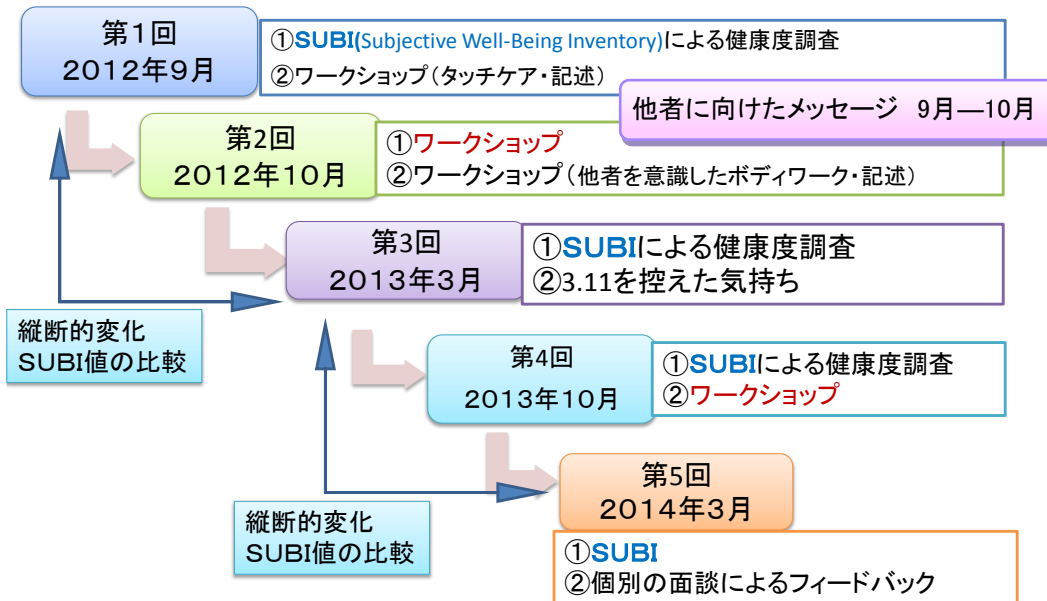 第1回
2012年9月
①SUBI(Subjective Well-Being Inventory)による健康度調査
②ワークショップ(タッチケア・記述)
他者に向けたメッセージ 9月―10月
第2回
2012年10月
①ワークショップ
②ワークショップ(他者を意識したボディワーク・記述)
第3回
2013年3月
①SUBIによる健康度調査
②3.11を控えた気持ち
縦断的変化
SUBI値の比較
第4回
2013年10月
①SUBIによる健康度調査
②ワークショップ
第5回
2014年3月
縦断的変化
SUBI値の比較
①SUBI
②個別の面談によるフィードバック